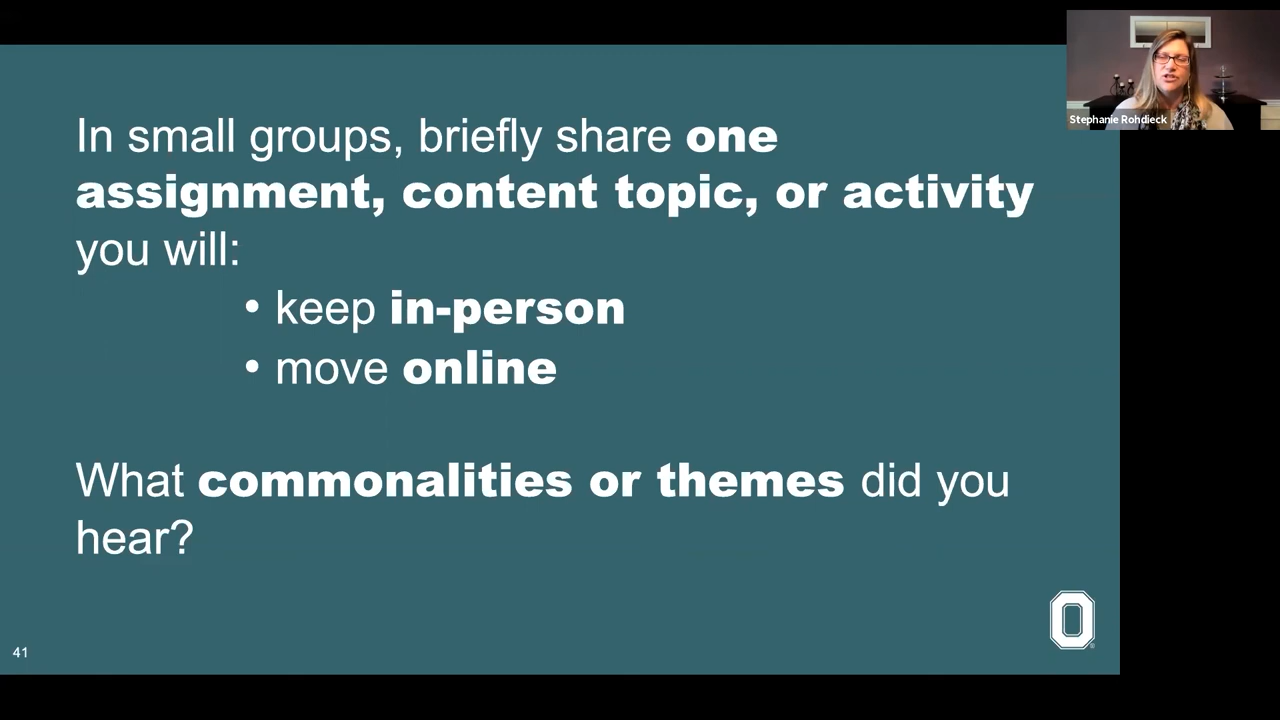 Stephanie Rohdieck
In small groups, briefly share one
assignment, content topic, or activity
you will:
• keep in-person
• move online
What commonalities or themes did you
hear?
O
41